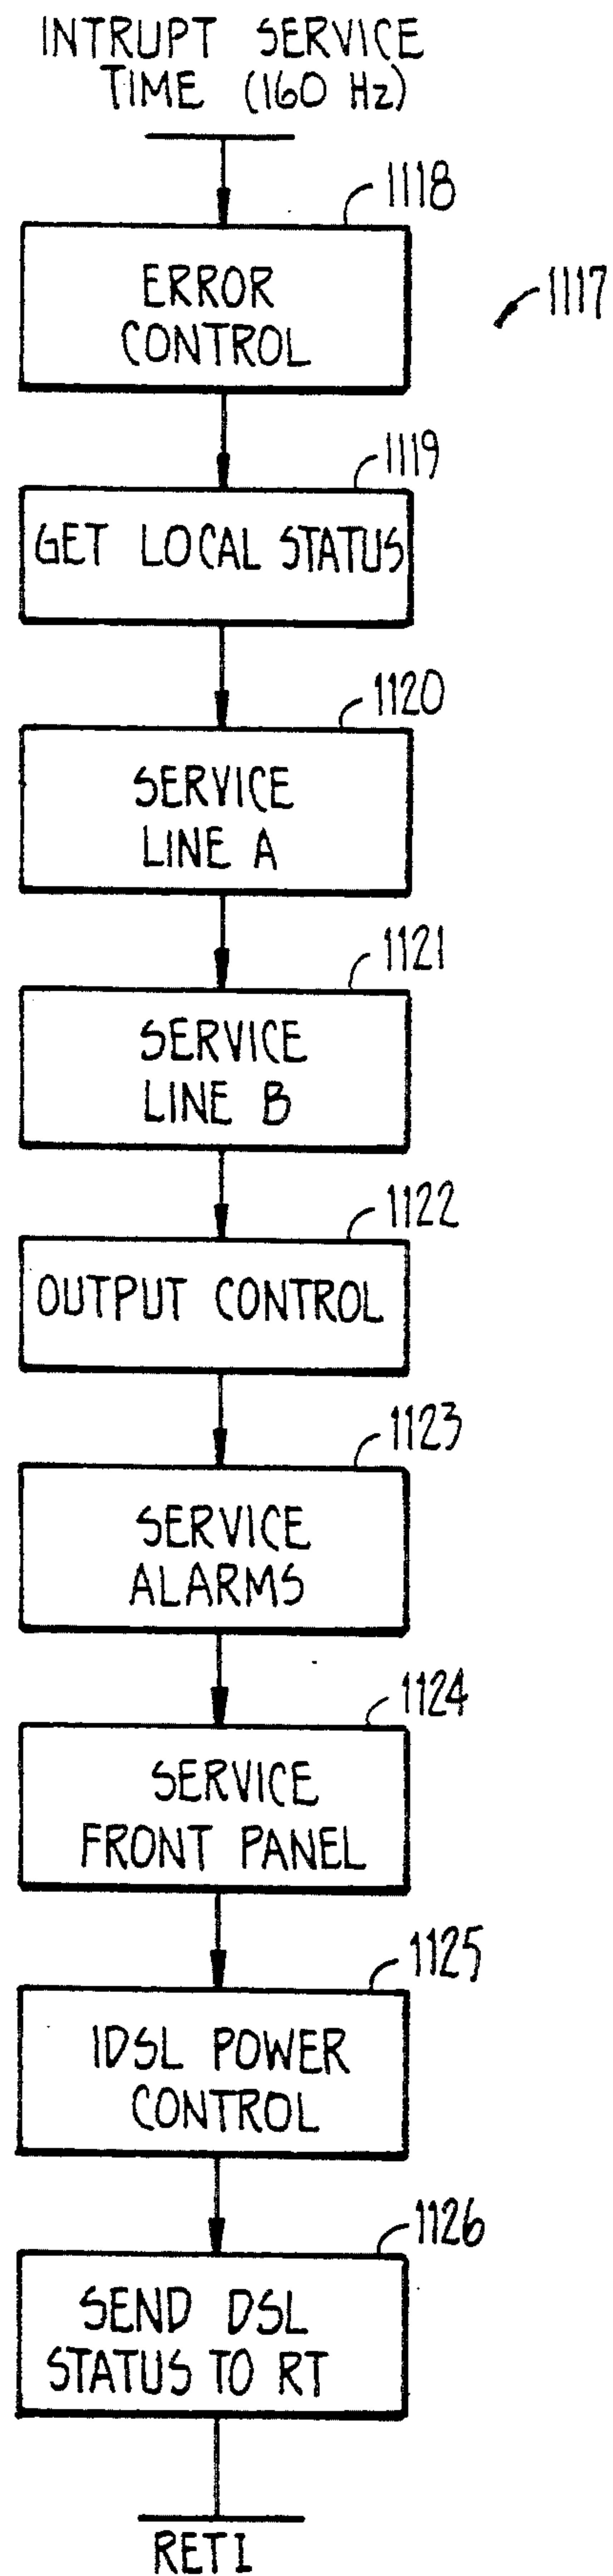 INTRUPT SERVICE
TIME (160 Hz)
1118
ERROR
CONTROL
1117
1119
GET LOCAL STATUS
1120
SERVICE
LINE A
1121
SERVICE
LINE B
1122
OUTPUT CONTROL
1123
SERVICE
ALARMS
1124
SERVICE
FRONT PANEL
1125
IDSL POWER
CONTROL
1126
SEND DSL
STATUS TO RT
RETI